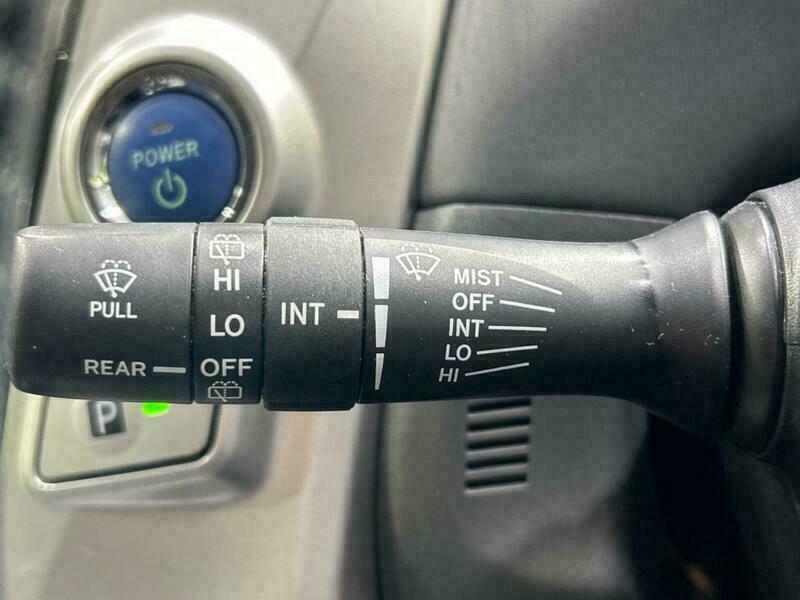 POWER
PULL
REAR
HI
LO
OFF
INT
MIST
OFF
INT
LO
HI
P